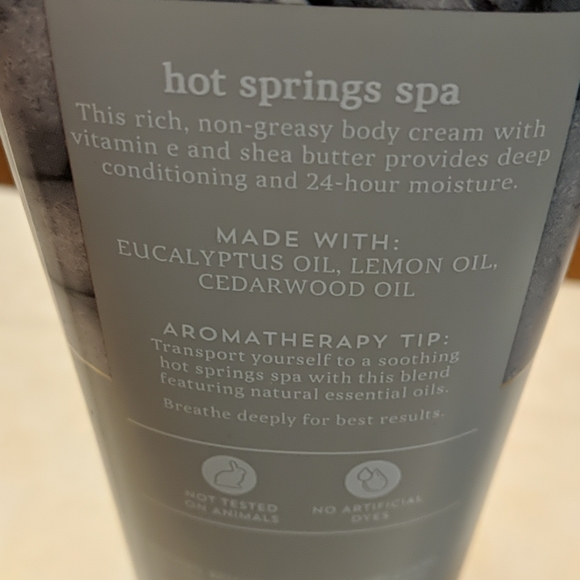 hot springs spa
This rich, non-greasy body cream with
vitamin e and shea butter provides deep
conditioning and 24-hour moisture.
MADE WITH:
EUCALYPTUS OIL, LEMON OIL,
CEDARWOOD OIL
AROMATHERAPY TIP:
Transport yourself to a soothing
hot springs spa with this blend
featuring natural essential oils.
Breathe deeply for best results.
NOT TESTED
ON ANIMALS
NO ARTIFICIAL
DYES